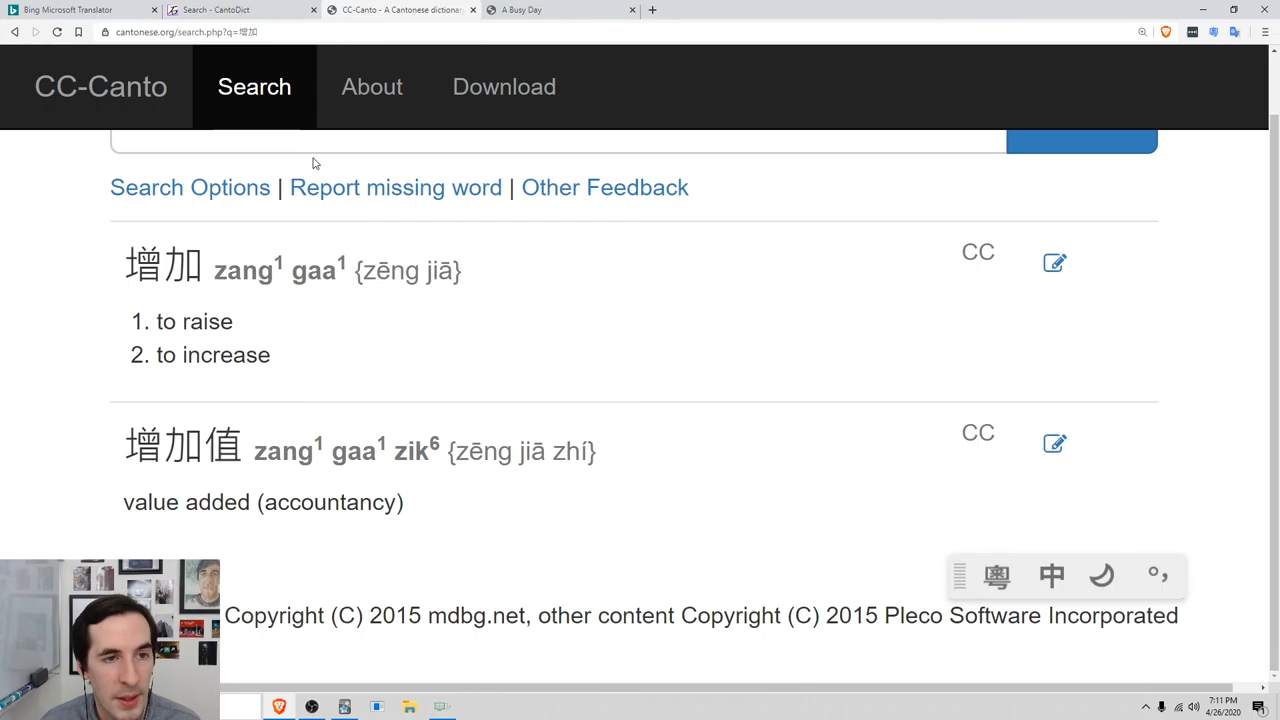 Bing Microsoft Translator
Search - CantoDict
CC-Canto - A Cantonese dictionary
A Busy Day
cantonese.org/search.php?q=增加
CC-Canto
Search
About
Download
Search Options | Report missing word | Other Feedback
增加 zang1 gaa1 {zēng jiā}
CC
1. to raise
2. to increase
增加值 zang1 gaa1 zik6 {zēng jiā zhí}
CC
value added (accountancy)
粵 中 °,
Copyright (C) 2015 mdbg.net, other content Copyright (C) 2015 Pleco Software Incorporated
7:11 PM
4/26/2020